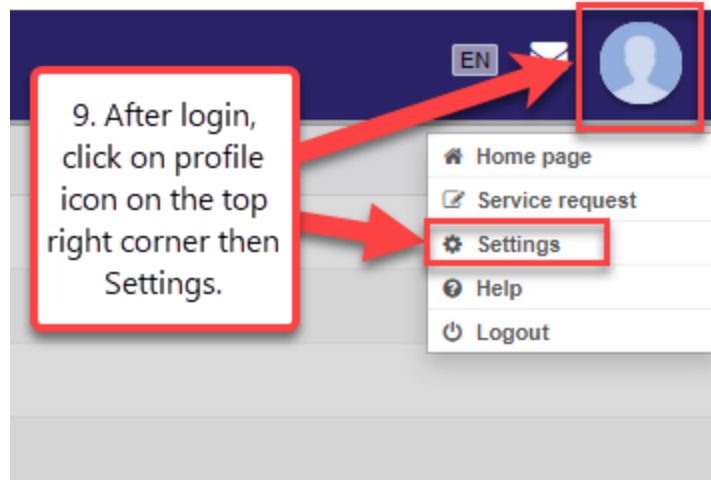 EN
9. After login,
click on profile
icon on the top
right corner then
Settings.
Home page
Service request
Settings
Help
Logout